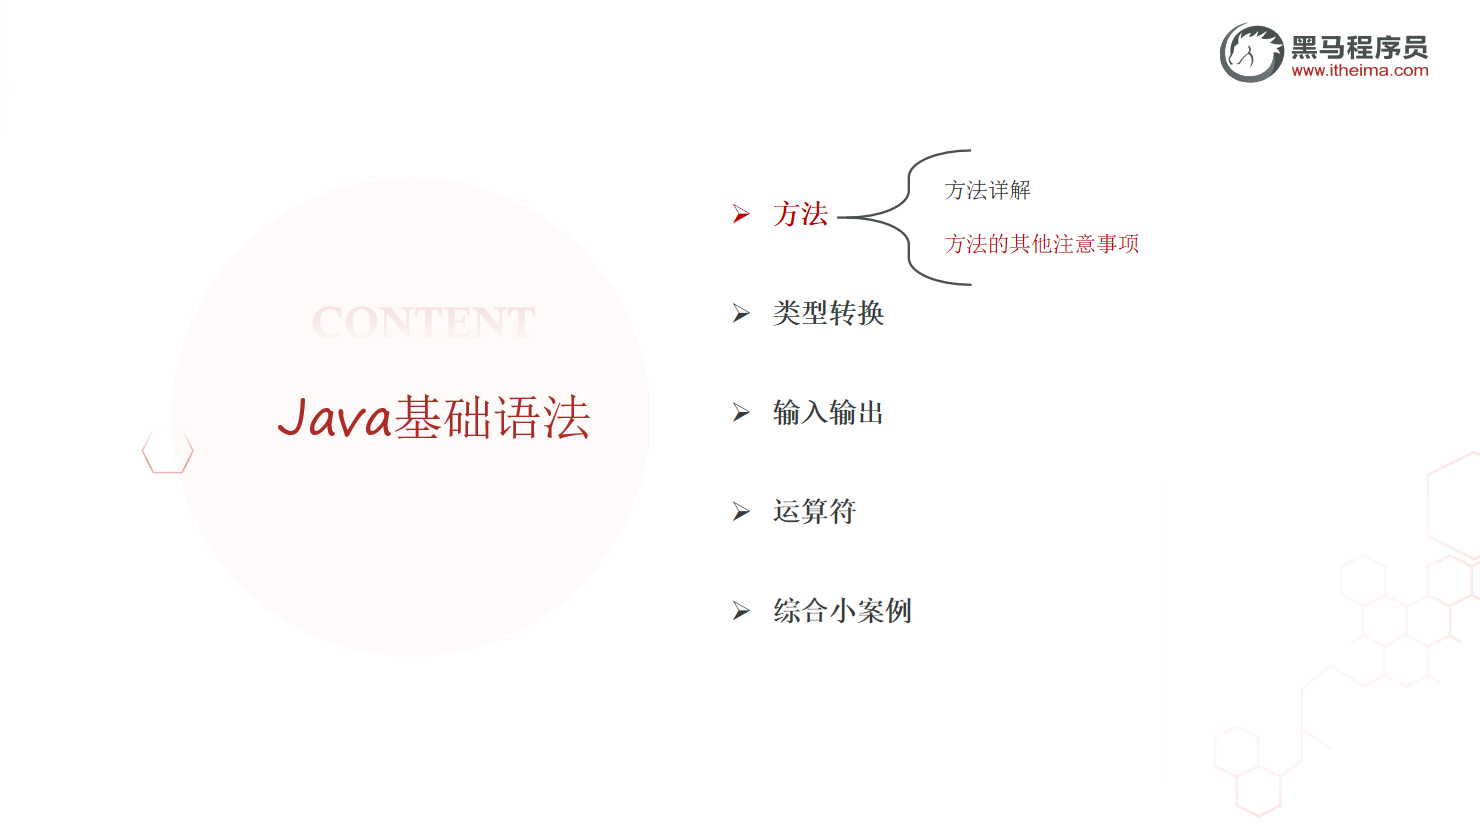 黑马程序员
www.itheima.com
CONTENT
Java基础语法
方法
方法详解
方法的其他注意事项
类型转换
输入输出
运算符
综合小案例